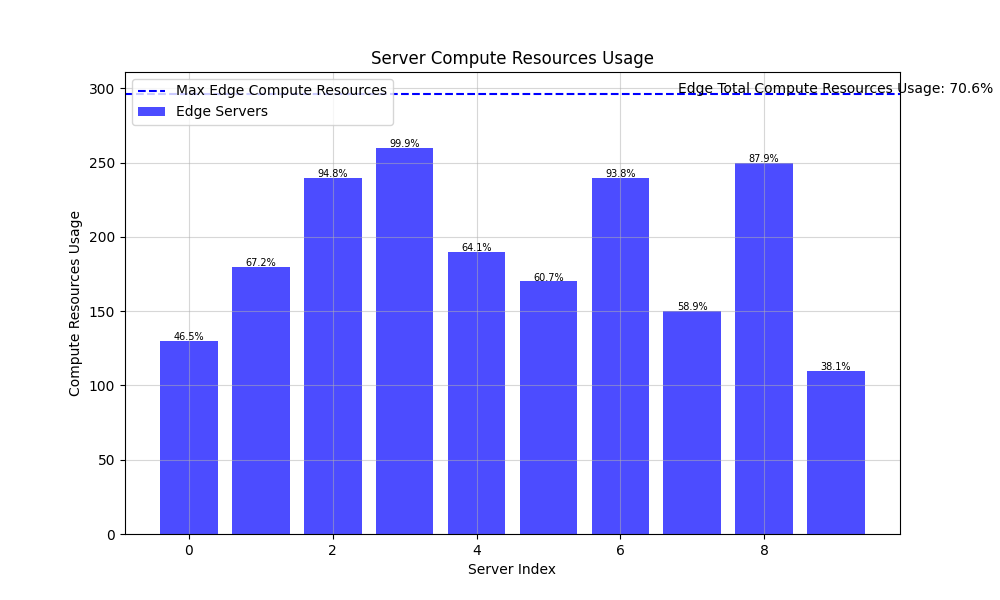 Server Compute Resources Usage
Max Edge Compute Resources
Edge Servers
Edge Total Compute Resources Usage: 70.6%
Compute Resources Usage
300
250
200
150
100
50
0
46.5%
67.2%
94.8%
99.9%
64.1%
60.7%
93.8%
58.9%
87.9%
38.1%
0 2 4 6 8
Server Index